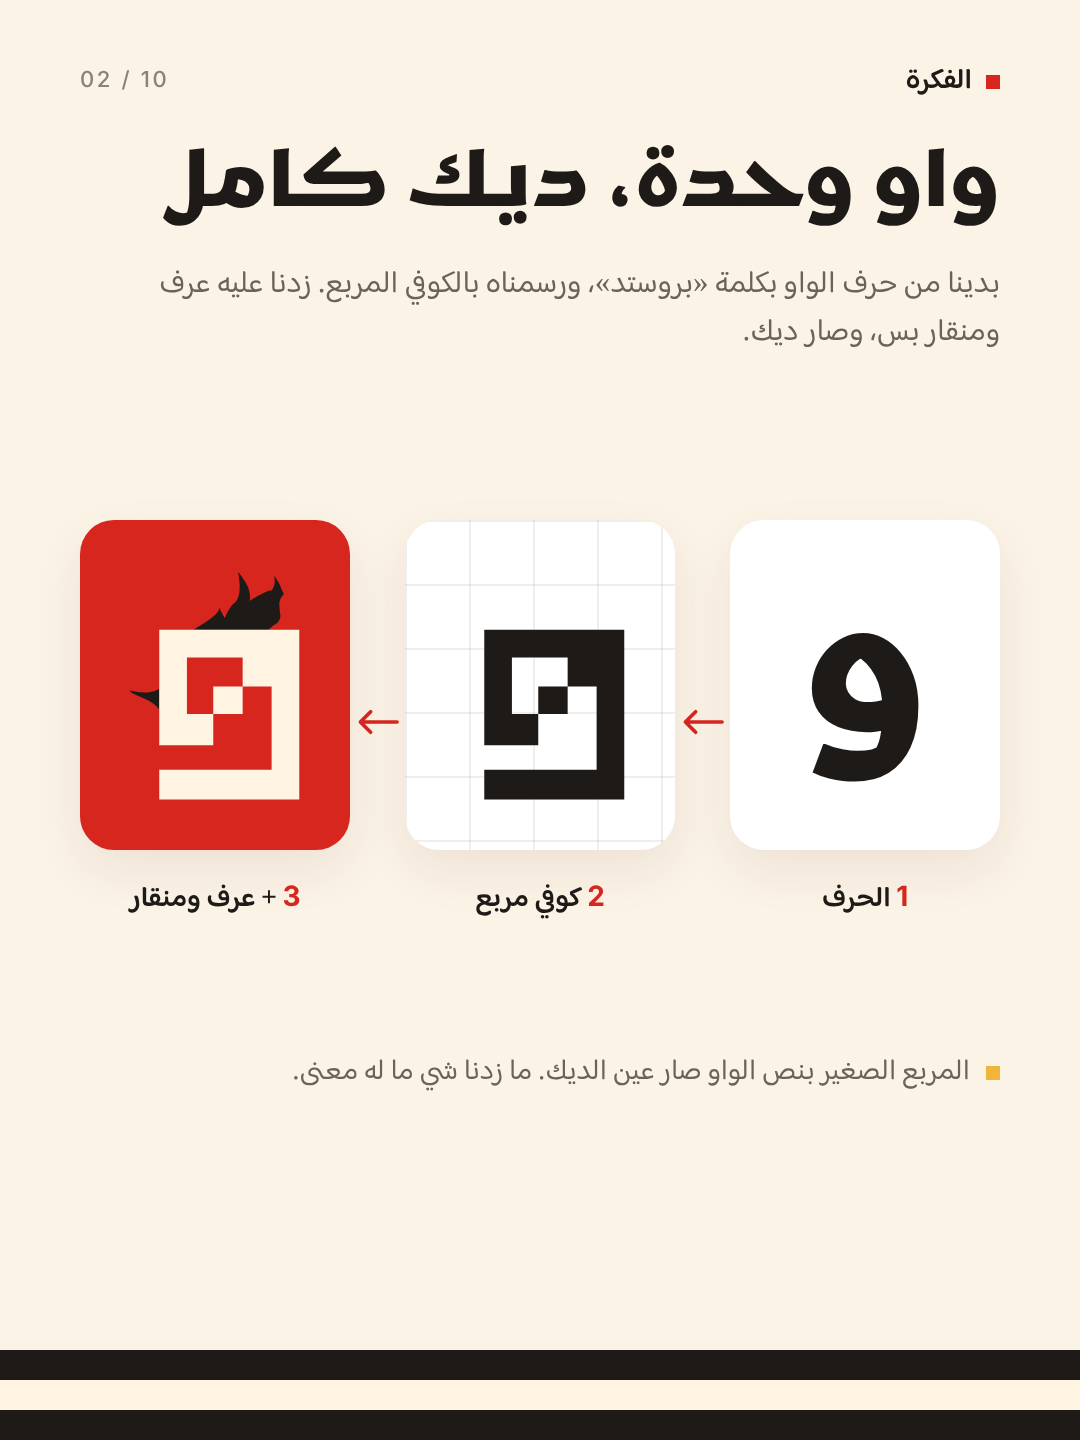 الفكرة
02 / 10
واو وحدة، ديك كامل
بدينا من حرف الواو بكلمة «بروستد»، ورسمناه بالكوفي المربع. زدنا عليه عرف
ومنقار بس، وصار ديك.
و
و
و
1 الحرف
2 كوفي مربع
3 + عرف ومنقار
المربع الصغير بنص الواو صار عين الديك. ما زدنا شي ما له معنى.